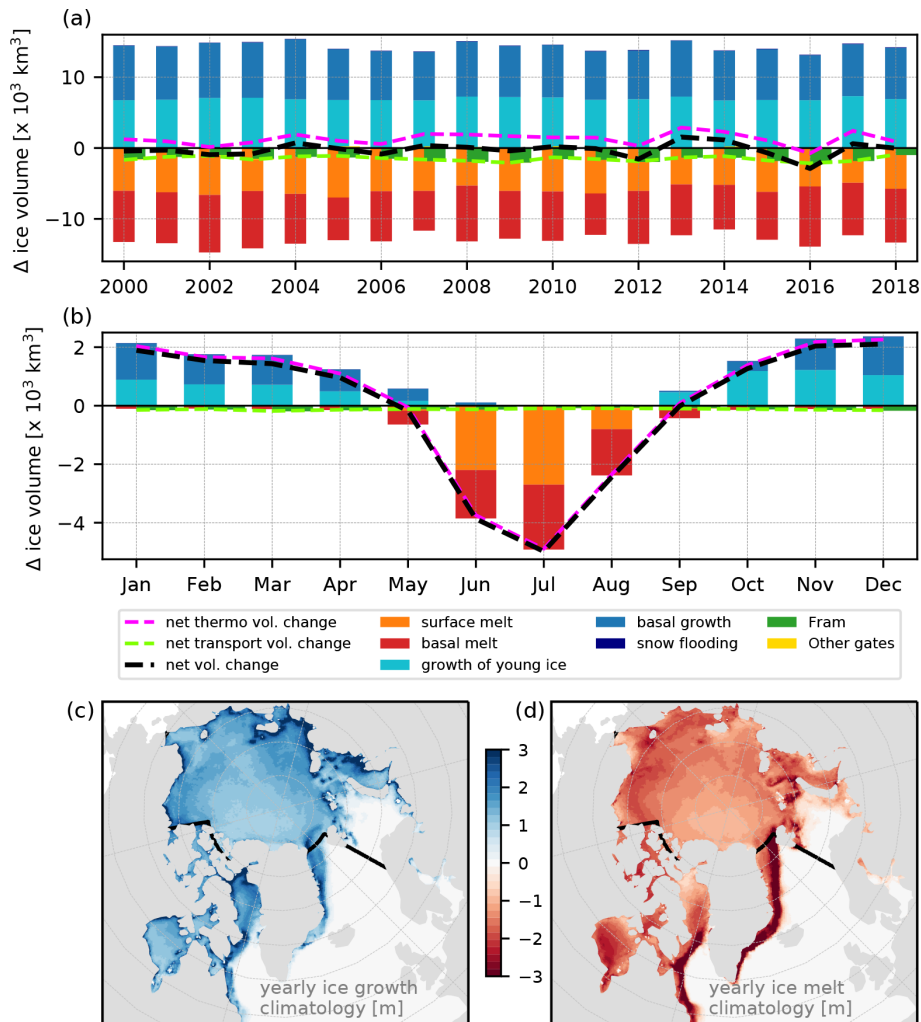 (a)
Δ ice volume [x 10³ km³]
10
0
−10
2000 2002 2004 2006 2008 2010 2012 2014 2016 2018
(b)
Δ ice volume [x 10³ km³]
2
0
−2
−4
Jan Feb Mar Apr May Jun Jul Aug Sep Oct Nov Dec
net thermo vol. change
net transport vol. change
net vol. change
surface melt
basal melt
growth of young ice
basal growth
snow flooding
Fram
Other gates
(c)
yearly ice growth
climatology [m]
3
2
1
0
−1
−2
−3
(d)
yearly ice melt
climatology [m]